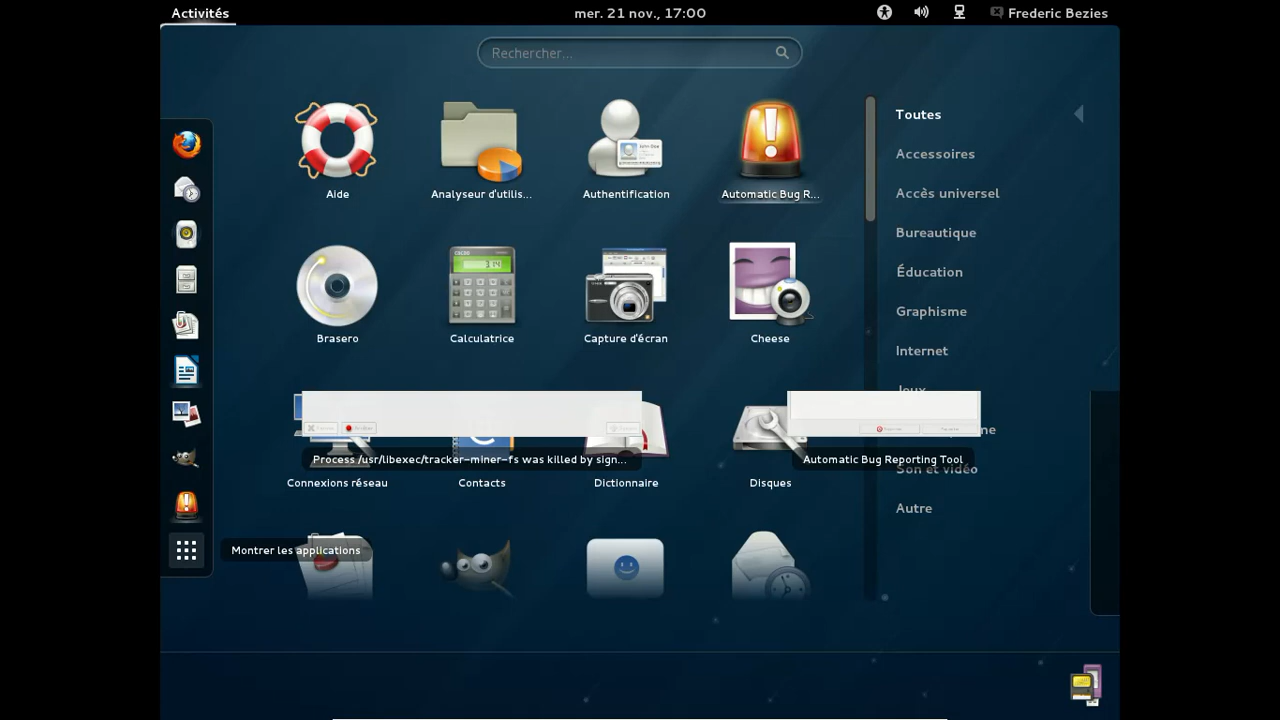 Activités
mer. 21 nov., 17:00
Frederic Bezies
Rechercher...
Aide
Analyseur d'utilis...
Authentification
Automatic Bug R...
Brasero
Calculatrice
Capture d'écran
Cheese
Process /usr/libexec/tracker-miner-fs was killed by sign...
Automatic Bug Reporting Tool
Connexions réseau
Contacts
Dictionnaire
Disques
Montrer les applications
Toutes
Accessoires
Accès universel
Bureautique
Éducation
Graphisme
Internet
Jeux
Son et vidéo
Autre